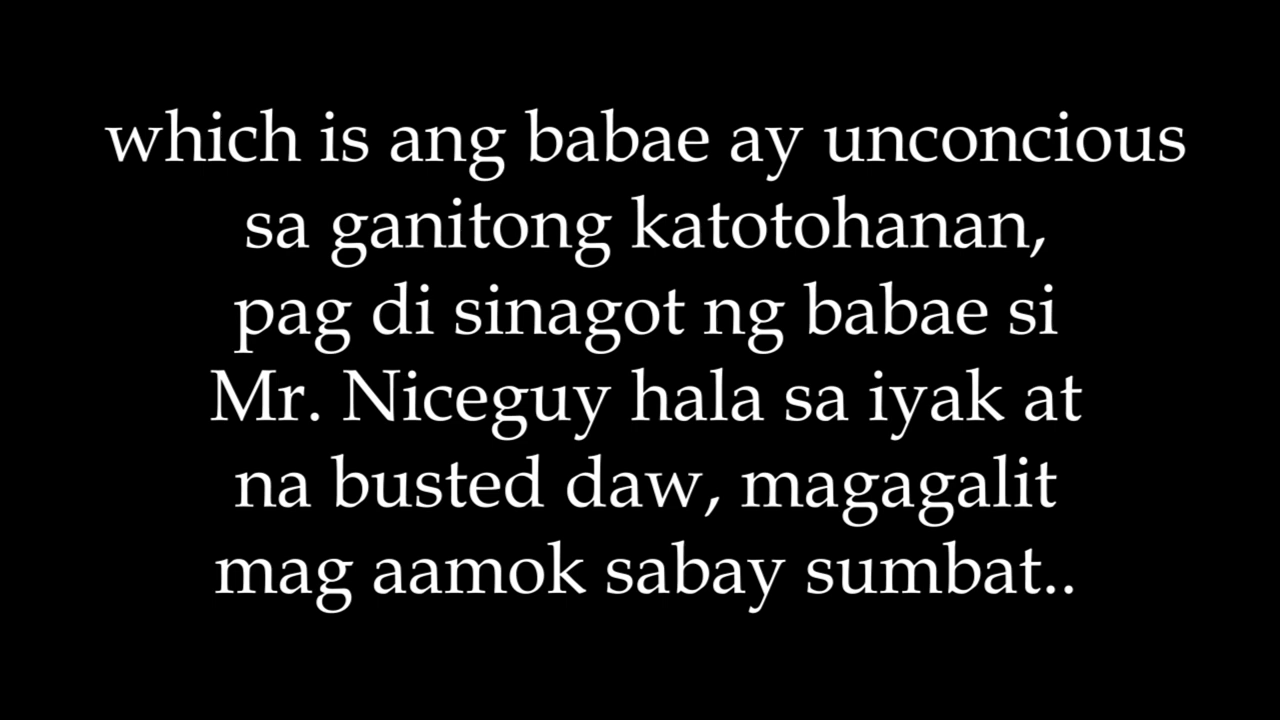 which is ang babae ay unconcious
sa ganitong katotohanan,
pag di sinagot ng babae si
Mr. Niceguy hala sa iyak at
na busted daw, magagalit
mag aamok sabay sumbat..